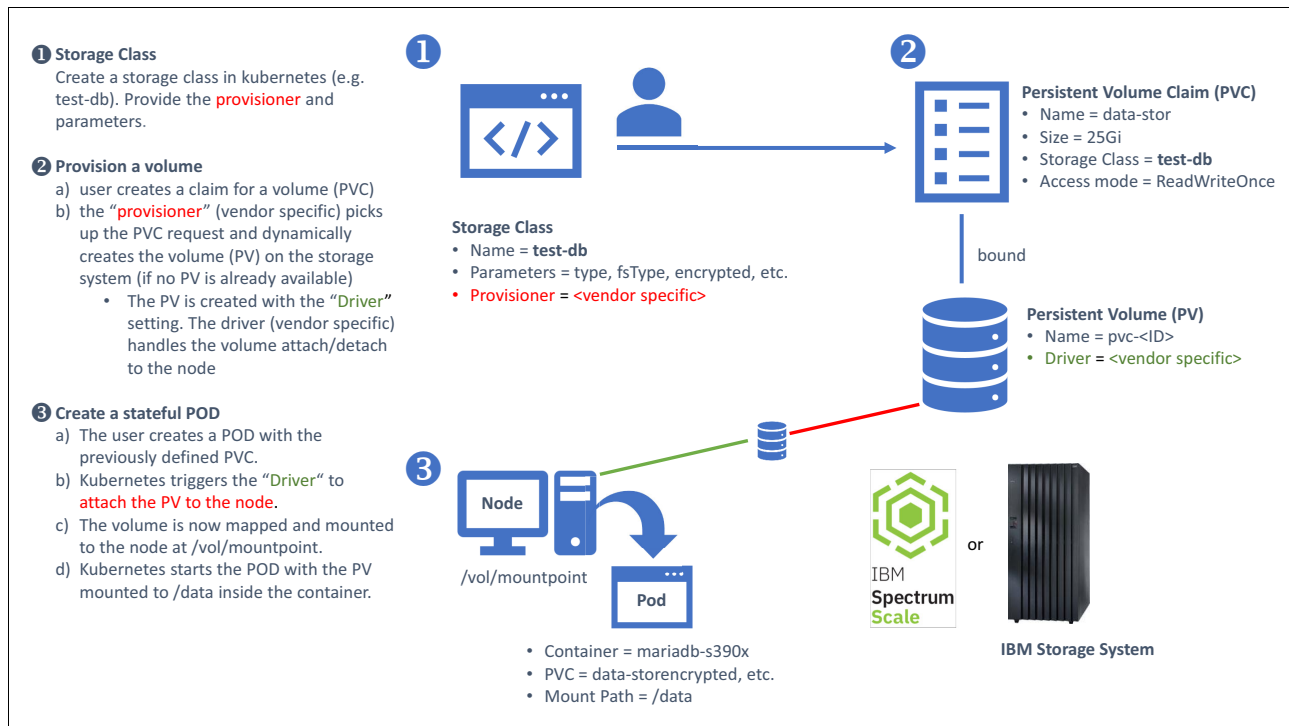 ❶ Storage Class
Create a storage class in kubernetes (e.g.
test-db). Provide the provisioner and
parameters.
❷ Provision a volume
a) user creates a claim for a volume (PVC)
b) the “provisioner” (vendor specific) picks
up the PVC request and dynamically
creates the volume (PV) on the storage
system (if no PV is already available)
• The PV is created with the “Driver”
setting. The driver (vendor specific)
handles the volume attach/detach
to the node
❸ Create a stateful POD
a) The user creates a POD with the
previously defined PVC.
b) Kubernetes triggers the “Driver“ to
attach the PV to the node.
c) The volume is now mapped and mounted
to the node at /vol/mountpoint.
d) Kubernetes starts the POD with the PV
mounted to /data inside the container.
❶
</>
Storage Class
• Name = test-db
• Parameters = type, fsType, encrypted, etc.
• Provisioner = <vendor specific>
❷
Persistent Volume Claim (PVC)
• Name = data-stor
• Size = 25Gi
• Storage Class = test-db
• Access mode = ReadWriteOnce
bound
Persistent Volume (PV)
• Name = pvc-<ID>
• Driver = <vendor specific>
❸
Node
/vol/mountpoint
Pod
• Container = mariadb-s390x
• PVC = data-storencrypted, etc.
• Mount Path = /data
IBM
Spectrum
Scale
or
IBM Storage System